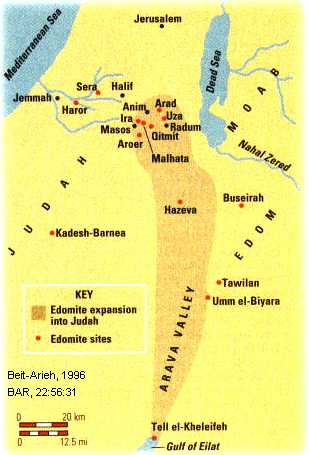 Jerusalem
Mediterranean Sea
Dead Sea
MOAB
Sera
Halif
Jemmah
Haror
Anim
Arad
Ira
Uza
Masos
Radum
Qitmit
Aroer
Malhata
Nahal Zered
JUDAH
Hazeva
Buseirah
EDOM
Kadesh-Barnea
Tawilan
Umm el-Biyara
ARAVA VALLEY
KEY
Edomite expansion
into Judah
Edomite sites
Beit-Arieh, 1996
BAR, 22:56:31
0 20 km
0 12.5 mi
Tell el-Kheleifeh
Gulf of Eilat